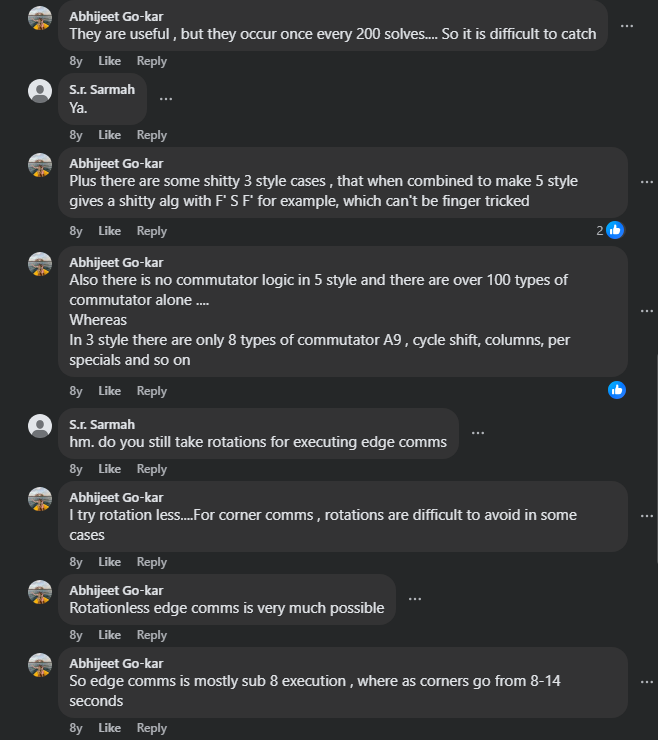 Abhijeet Go-kar
They are useful , but they occur once every 200 solves.... So it is difficult to catch
8y Like Reply
S.r. Sarmah
Ya.
8y Like Reply
Abhijeet Go-kar
Plus there are some shitty 3 style cases , that when combined to make 5 style
gives a shitty alg with F' S F' for example, which can't be finger tricked
8y Like Reply 2
Abhijeet Go-kar
Also there is no commutator logic in 5 style and there are over 100 types of
commutator alone ....
Whereas
In 3 style there are only 8 types of commutator A9 , cycle shift, columns, per
specials and so on
8y Like Reply
S.r. Sarmah
hm. do you still take rotations for executing edge comms
8y Like Reply
Abhijeet Go-kar
I try rotation less....For corner comms , rotations are difficult to avoid in some
cases
8y Like Reply
Abhijeet Go-kar
Rotationless edge comms is very much possible
8y Like Reply
Abhijeet Go-kar
So edge comms is mostly sub 8 execution , where as corners go from 8-14
seconds
8y Like Reply